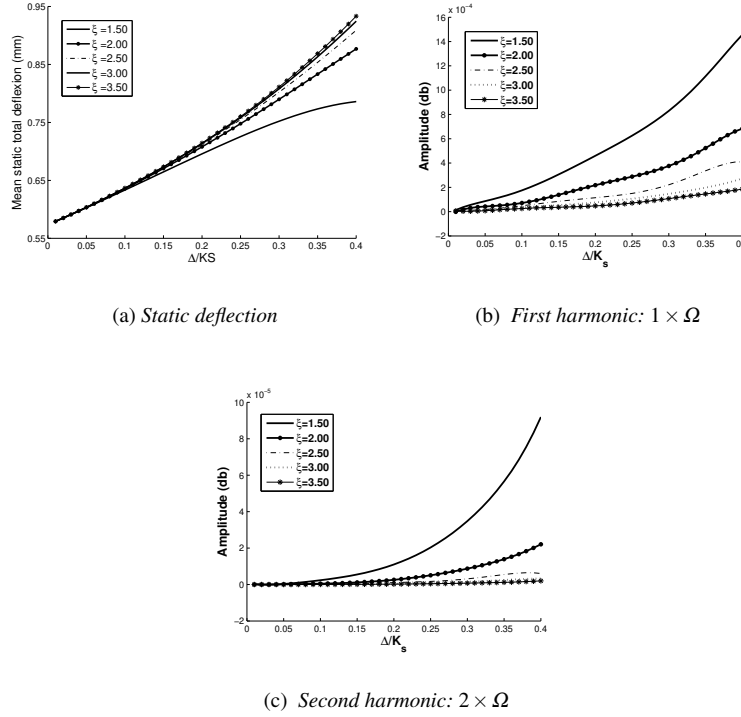 0.95
0.85
0.75
0.65
0.55
Mean static total deflexion (mm)
ξ =1.50
ξ =2.00
ξ =2.50
ξ =3.00
ξ =3.50
0 0.05 0.1 0.15 0.2 0.25 0.3 0.35 0.4
Δ/KS
(a) Static deflection
x 10⁻⁴
16
14
12
10
8
6
4
2
0
−2
Amplitude (db)
ξ=1.50
ξ=2.00
ξ=2.50
ξ=3.00
ξ=3.50
0 0.05 0.1 0.15 0.2 0.25 0.3 0.35 0.4
Δ/Kₛ
(b) First harmonic: 1 × Ω
x 10⁻⁵
10
8
6
4
2
0
−2
Amplitude (db)
ξ=1.50
ξ=2.00
ξ=2.50
ξ=3.00
ξ=3.50
0 0.05 0.1 0.15 0.2 0.25 0.3 0.35 0.4
Δ/Kₛ
(c) Second harmonic: 2 × Ω